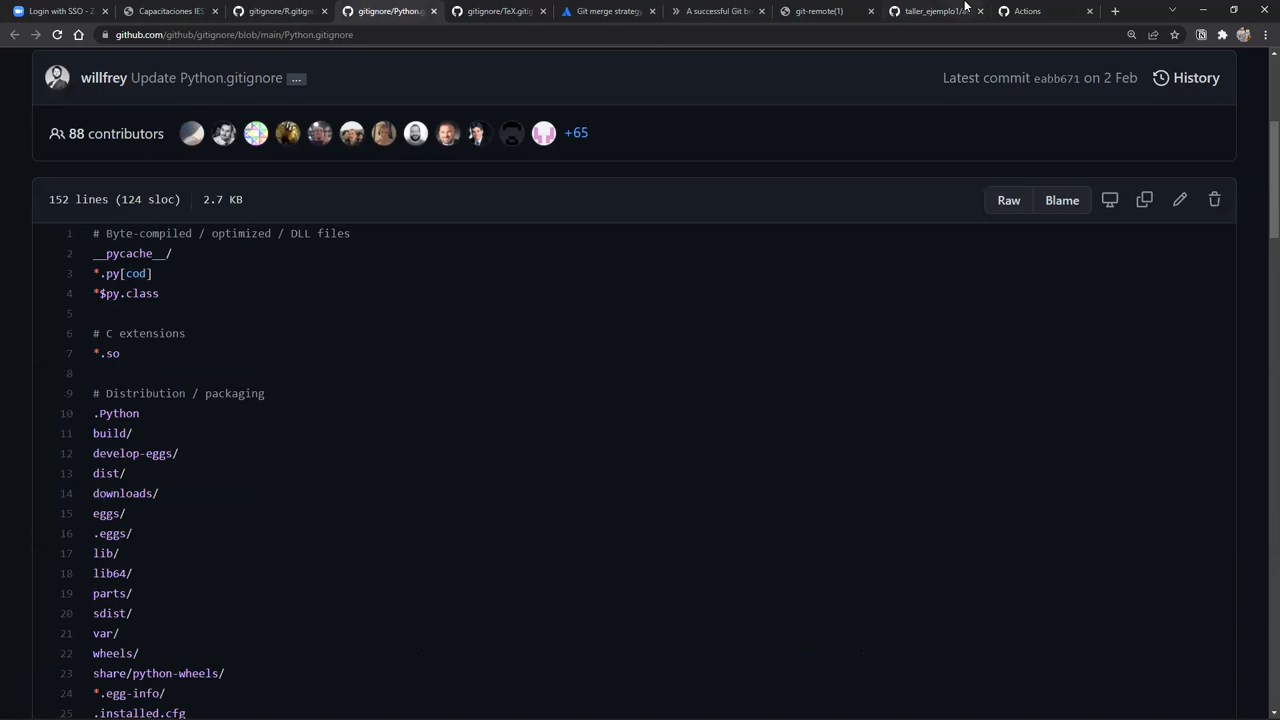 Login with SSO - Z
Capacitaciones IES
gitignore/R.gitign
gitignore/Python.g
gitignore/TeX.gitig
Git merge strategy
A successful Git br
git-remote(1)
taller_ejemplo1/
Actions
github.com/github/gitignore/blob/main/Python.gitignore
willfrey Update Python.gitignore ...
Latest commit eabb671 on 2 Feb History
88 contributors +65
152 lines (124 sloc) 2.7 KB
Raw Blame
1 # Byte-compiled / optimized / DLL files
2 __pycache__/
3 *.py[cod]
4 *$py.class
5
6 # C extensions
7 *.so
8
9 # Distribution / packaging
10 .Python
11 build/
12 develop-eggs/
13 dist/
14 downloads/
15 eggs/
16 .eggs/
17 lib/
18 lib64/
19 parts/
20 sdist/
21 var/
22 wheels/
23 share/python-wheels/
24 *.egg-info/
25 .installed.cfg